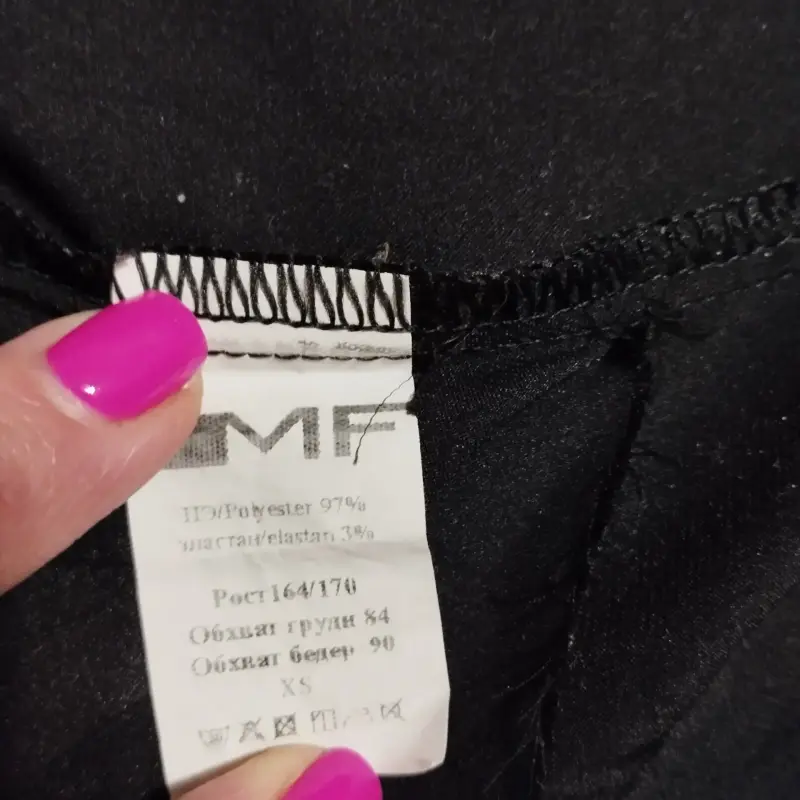 MF
ПЭ/Polyester 97%
эластан/elastan 3%
Рост164/170
Обхват груди 84
Обхват бедер 90
XS